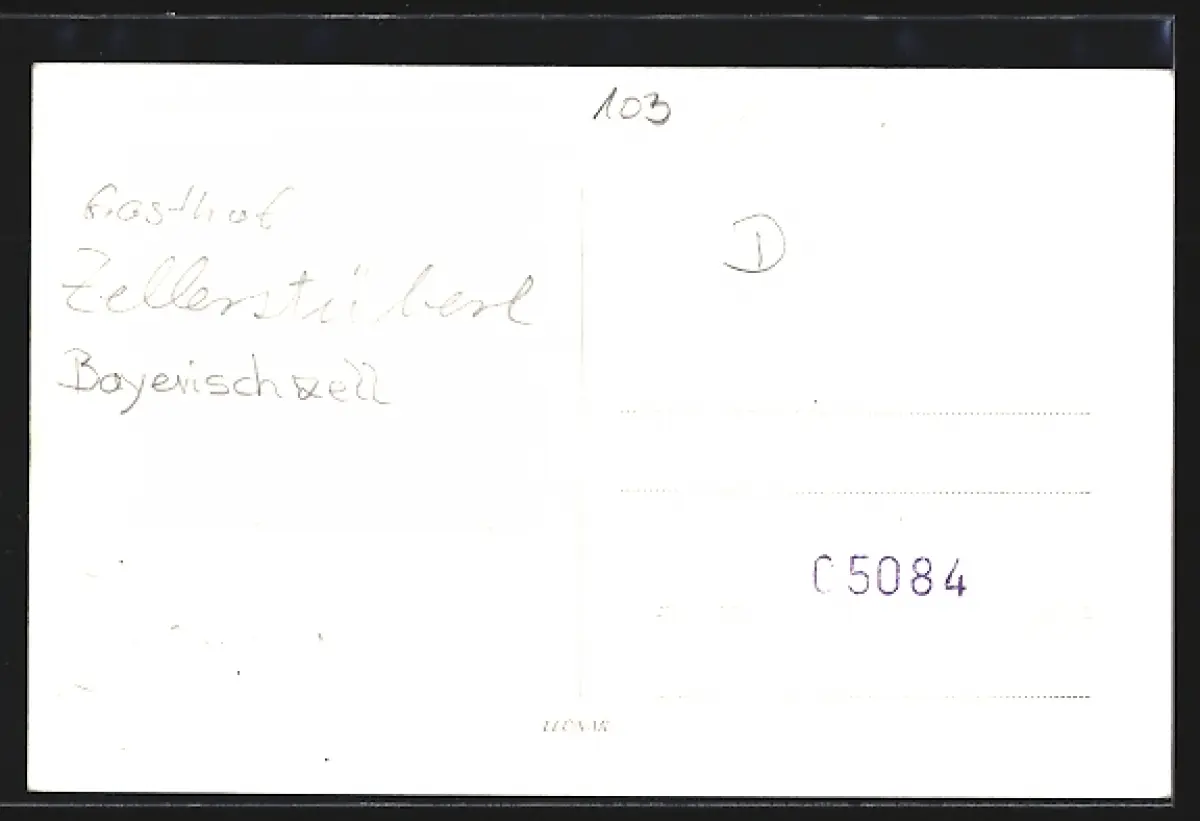 103
Gasthof
Zellerstüberl
Bayerischzell
D
C5084